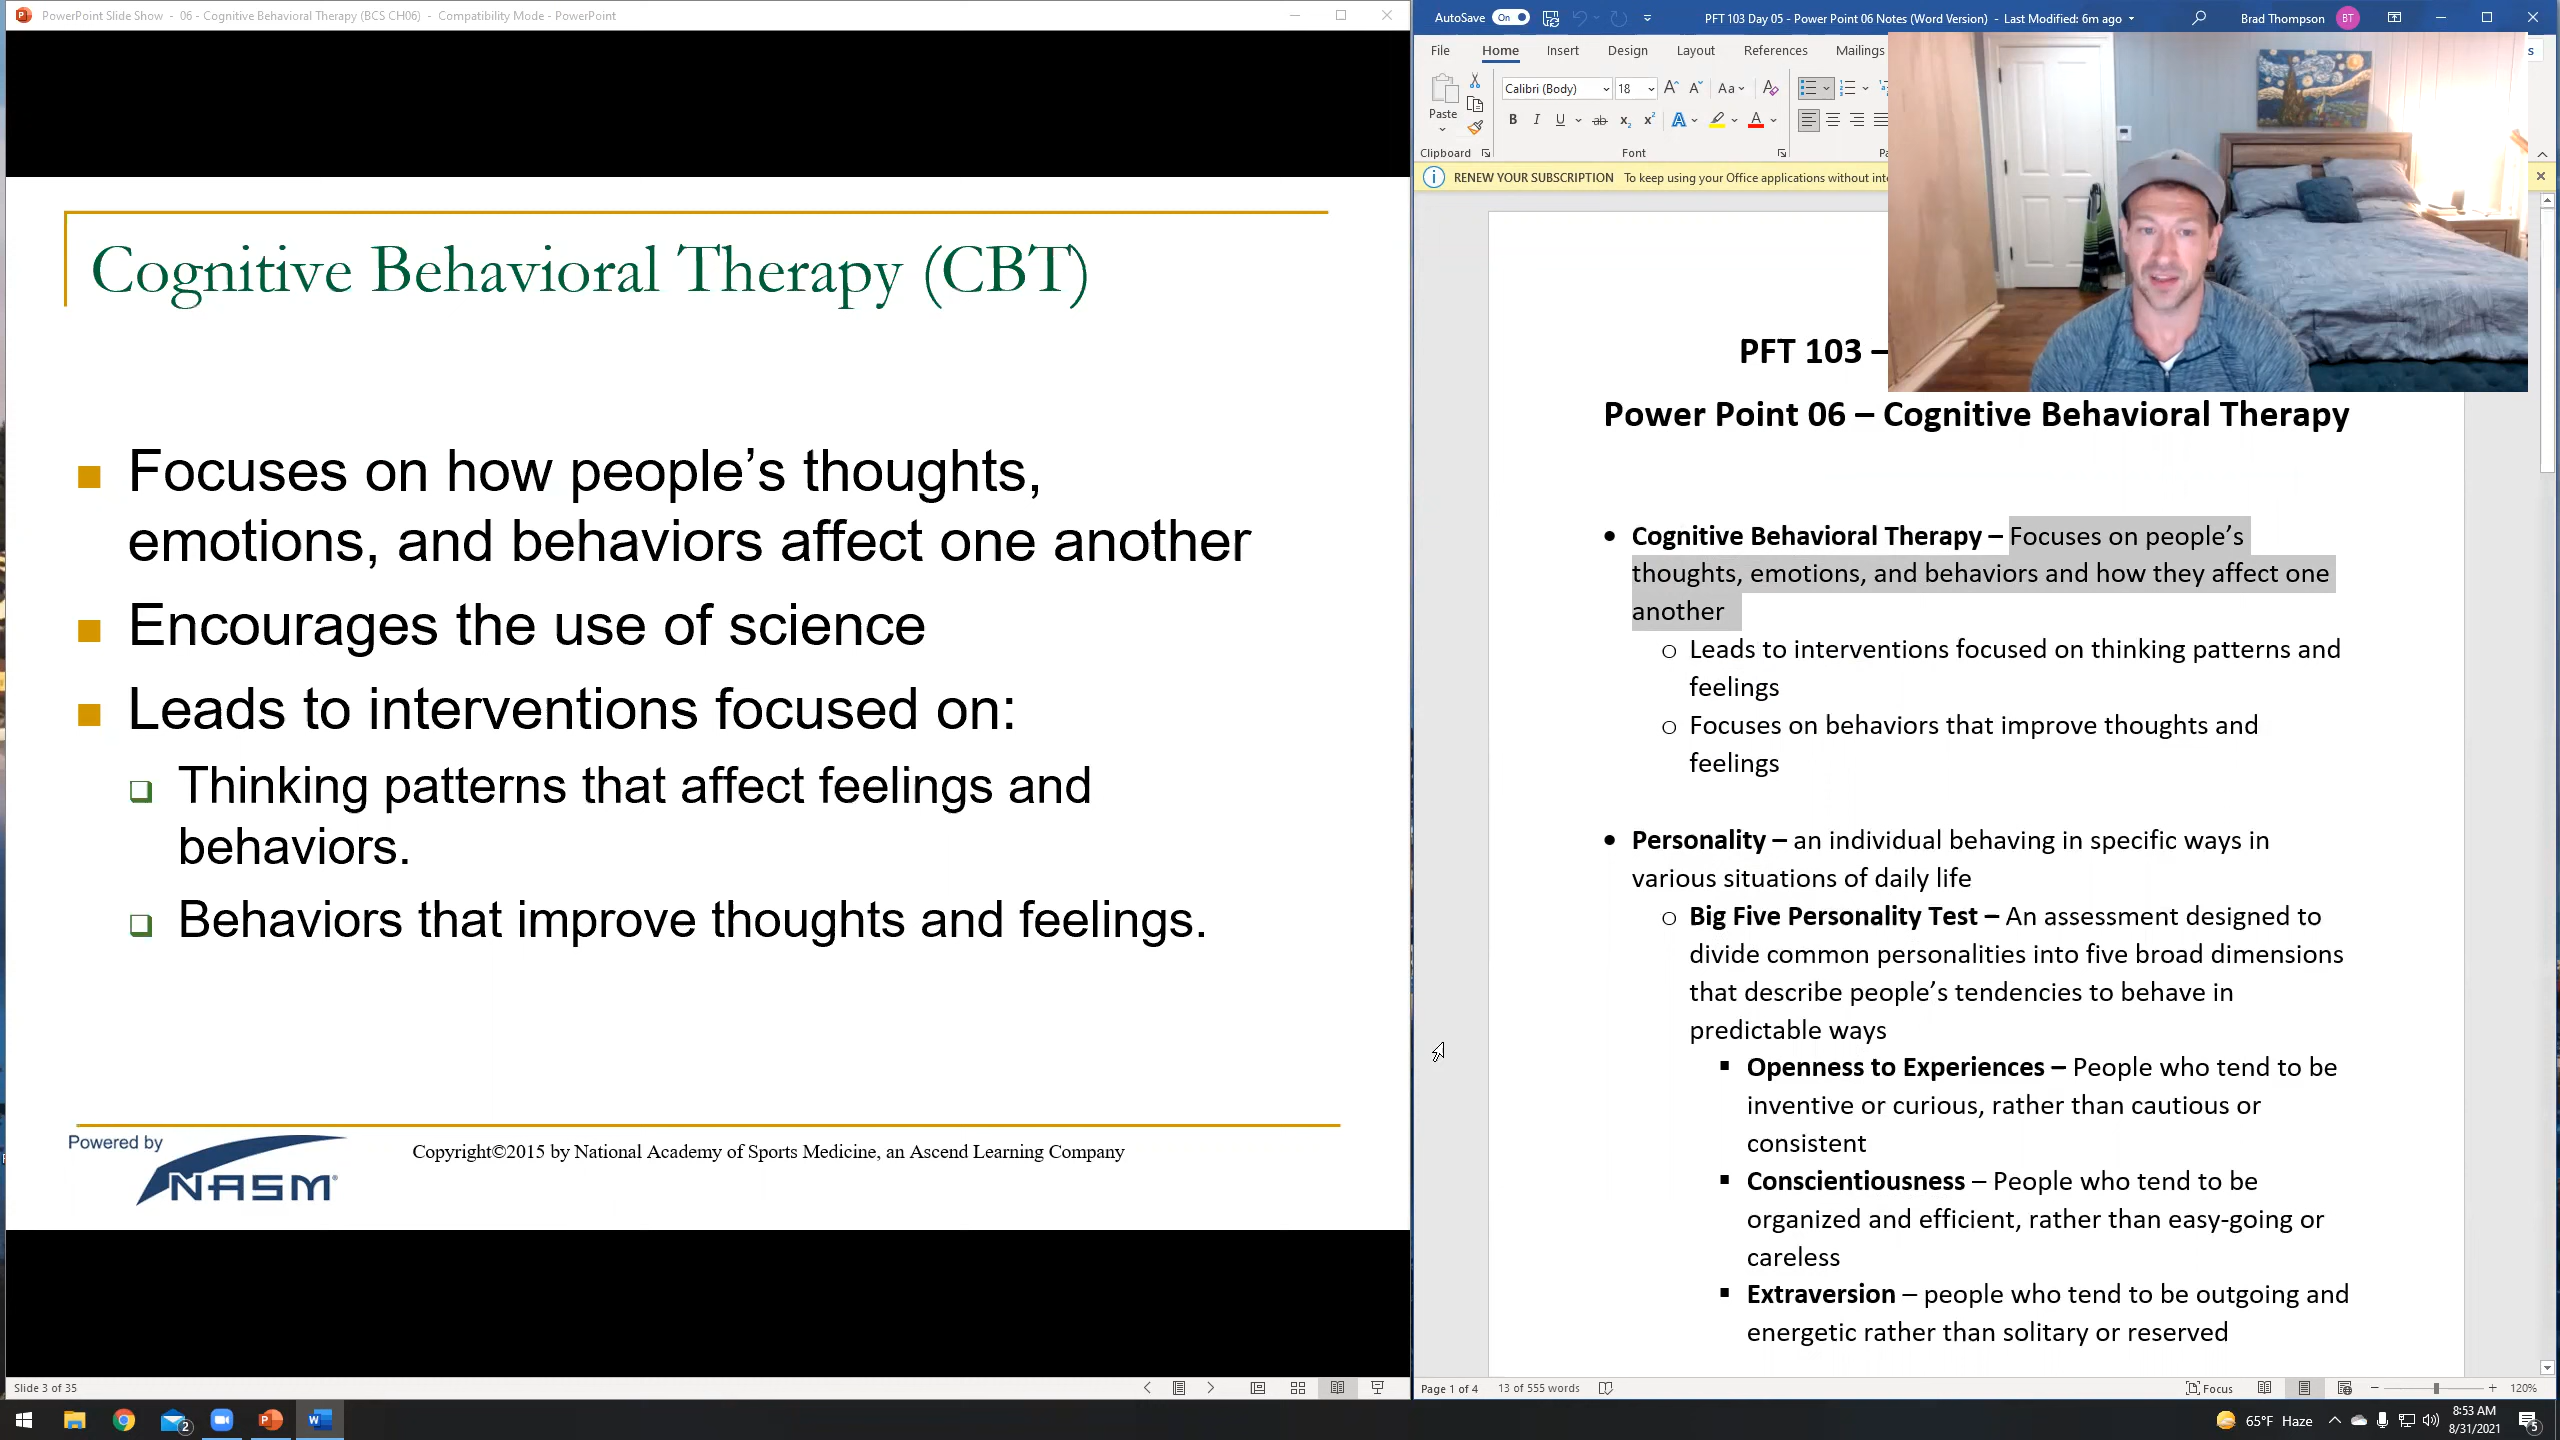 PowerPoint Slide Show - 06 - Cognitive Behavioral Therapy (BCS CH06) - Compatibility Mode - PowerPoint
Cognitive Behavioral Therapy (CBT)
Focuses on how people's thoughts,
emotions, and behaviors affect one another
Encourages the use of science
Leads to interventions focused on:
Thinking patterns that affect feelings and
behaviors.
Behaviors that improve thoughts and feelings.
Powered by
NASM
Copyright©2015 by National Academy of Sports Medicine, an Ascend Learning Company
Slide 3 of 35
AutoSave On
PFT 103 Day 05 - Power Point 06 Notes (Word Version) - Last Modified: 6m ago
Brad Thompson BT
File Home Insert Design Layout References Mailings
Calibri (Body) 18
Paste
Clipboard Font
RENEW YOUR SUBSCRIPTION To keep using your Office applications without int
PFT 103 –
Power Point 06 – Cognitive Behavioral Therapy
Cognitive Behavioral Therapy – Focuses on people's
thoughts, emotions, and behaviors and how they affect one
another
Leads to interventions focused on thinking patterns and
feelings
Focuses on behaviors that improve thoughts and
feelings
Personality – an individual behaving in specific ways in
various situations of daily life
Big Five Personality Test – An assessment designed to
divide common personalities into five broad dimensions
that describe people's tendencies to behave in
predictable ways
Openness to Experiences – People who tend to be
inventive or curious, rather than cautious or
consistent
Conscientiousness – People who tend to be
organized and efficient, rather than easy-going or
careless
Extraversion – people who tend to be outgoing and
energetic rather than solitary or reserved
Page 1 of 4 13 of 555 words
Focus
120%
65°F Haze
8:53 AM
8/31/2021